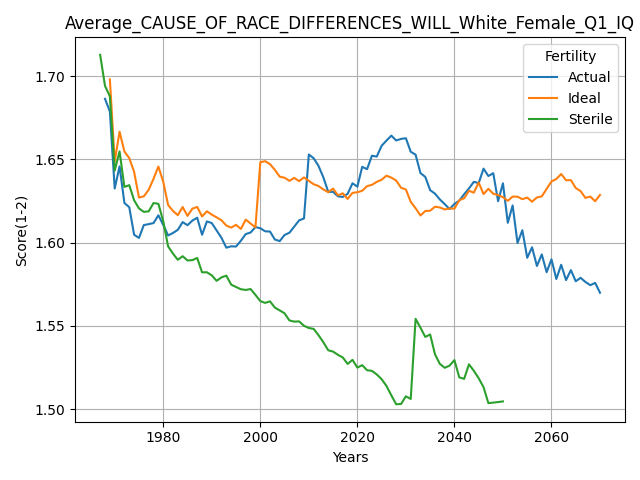 Average_CAUSE_OF_RACE_DIFFERENCES_WILL_White_Female_Q1_IQ
Fertility
Actual
Ideal
Sterile
Score(1-2)
1.70
1.65
1.60
1.55
1.50
1980
2000
2020
2040
2060
Years